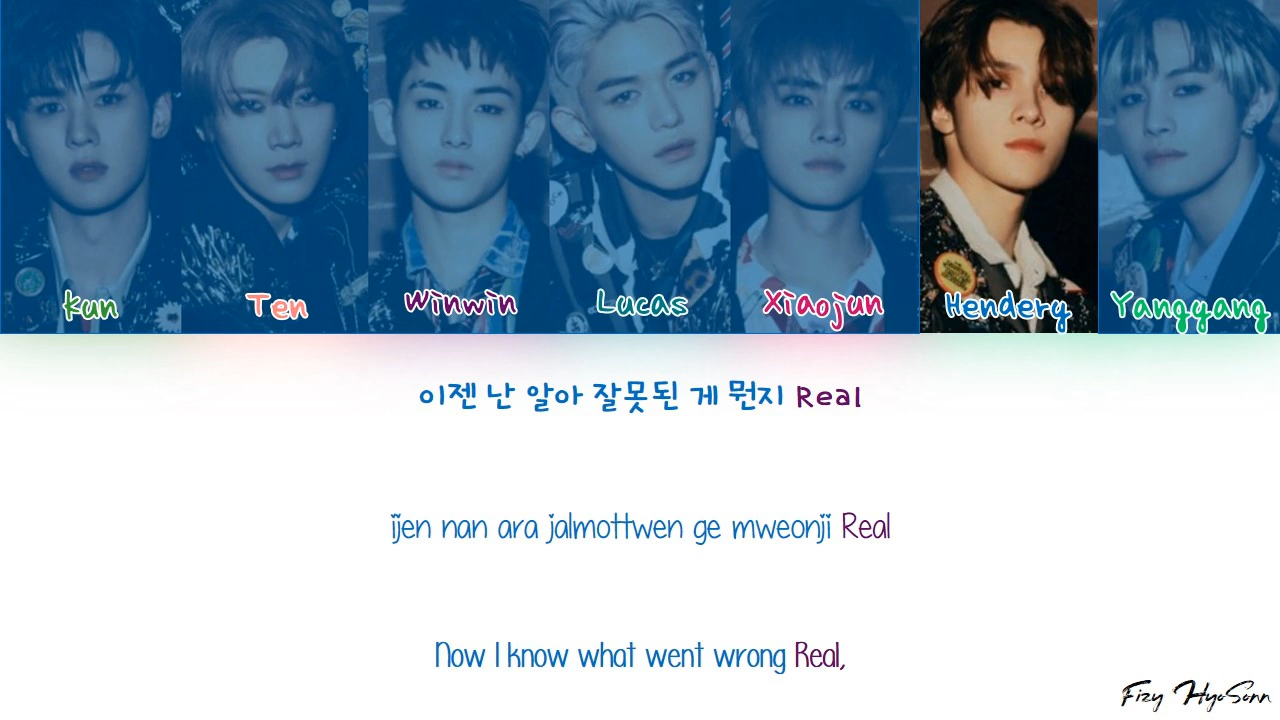 Kun
Ten
Winwin
Lucas
Xiaojun
Hendery
Yangyang
이젠 난 알아 잘못된 게 뭔지 Real
ijen nan ara jalmottwen ge mweonji Real
Now I know what went wrong Real,
Fizy HyoSonn